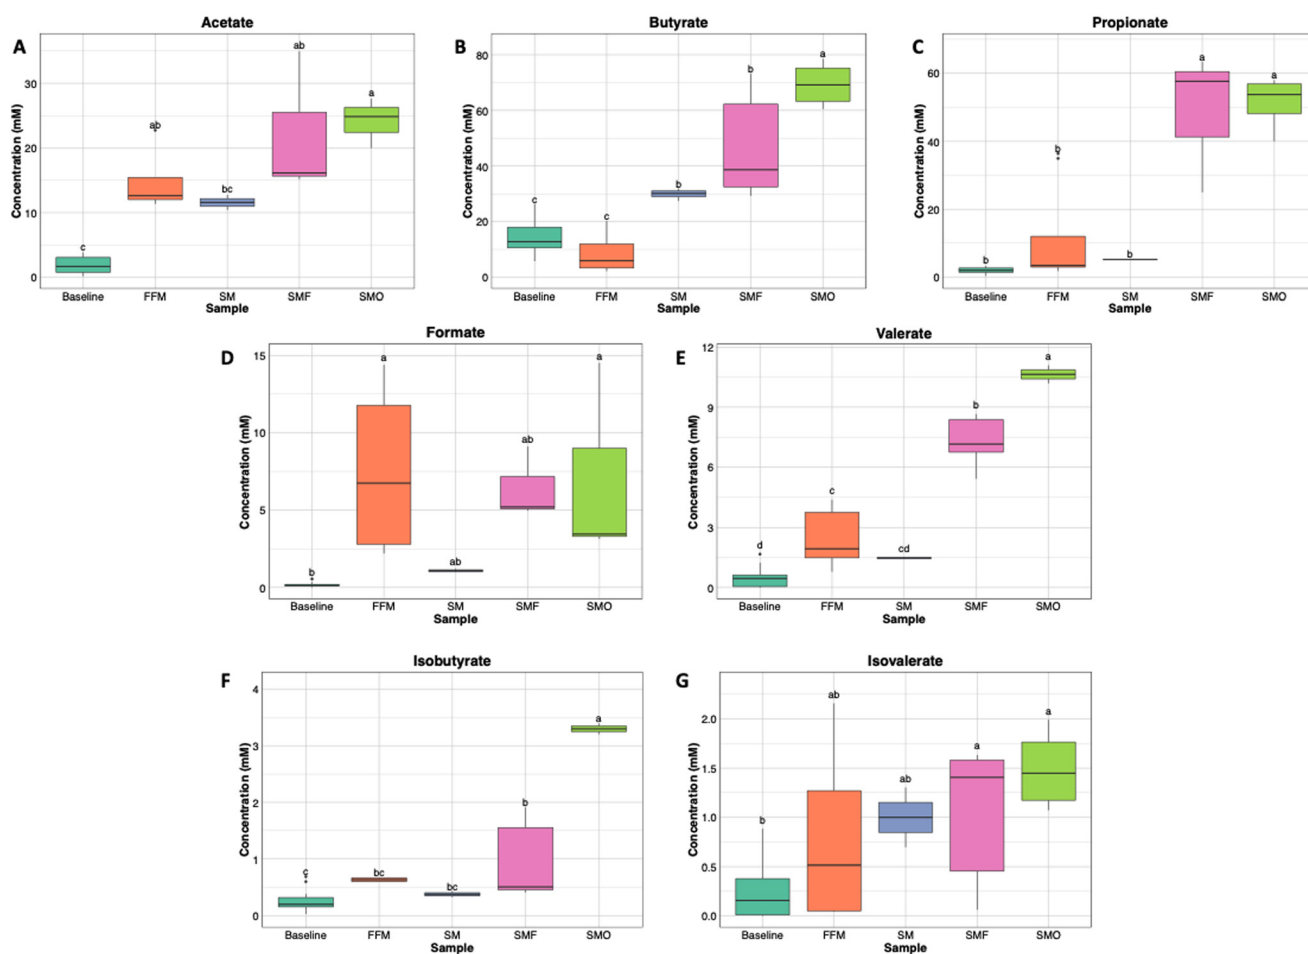 Acetate
A
Concentration (mM)
30
20
10
0
c
ab
bc
ab
a
Baseline FFM SM SMF SMO
Sample
Butyrate
B
Concentration (mM)
80
60
40
20
0
c
c
b
b
a
Baseline FFM SM SMF SMO
Sample
Propionate
C
Concentration (mM)
60
40
20
0
b
b
b
a
a
Baseline FFM SM SMF SMO
Sample
Formate
D
Concentration (mM)
15
10
5
0
b
a
ab
ab
a
Baseline FFM SM SMF SMO
Sample
Valerate
E
Concentration (mM)
12
9
6
3
0
d
c
cd
b
a
Baseline FFM SM SMF SMO
Sample
Isobutyrate
F
Concentration (mM)
4
3
2
1
0
c
bc
bc
b
a
Baseline FFM SM SMF SMO
Sample
Isovalerate
G
Concentration (mM)
2.0
1.5
1.0
0.5
0.0
b
ab
ab
a
a
Baseline FFM SM SMF SMO
Sample